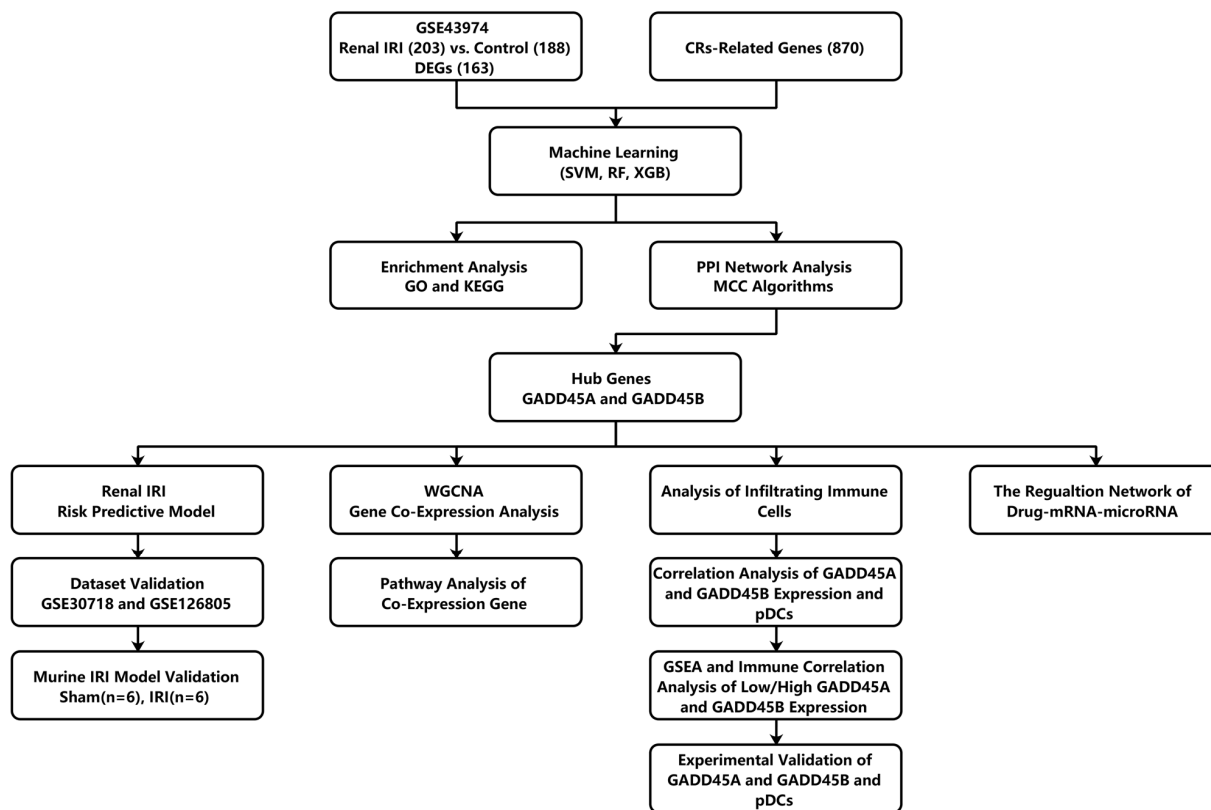 GSE43974
Renal IRI (203) vs. Control (188)
DEGs (163)
CRs-Related Genes (870)
Machine Learning
(SVM, RF, XGB)
Enrichment Analysis
GO and KEGG
PPI Network Analysis
MCC Algorithms
Hub Genes
GADD45A and GADD45B
Renal IRI
Risk Predictive Model
WGCNA
Gene Co-Expression Analysis
Analysis of Infiltrating Immune
Cells
The Regualtion Network of
Drug-mRNA-microRNA
Dataset Validation
GSE30718 and GSE126805
Pathway Analysis of
Co-Expression Gene
Correlation Analysis of GADD45A
and GADD45B Expression and
pDCs
Murine IRI Model Validation
Sham(n=6), IRI(n=6)
GSEA and Immune Correlation
Analysis of Low/High GADD45A
and GADD45B Expression
Experimental Validation of
GADD45A and GADD45B and
pDCs